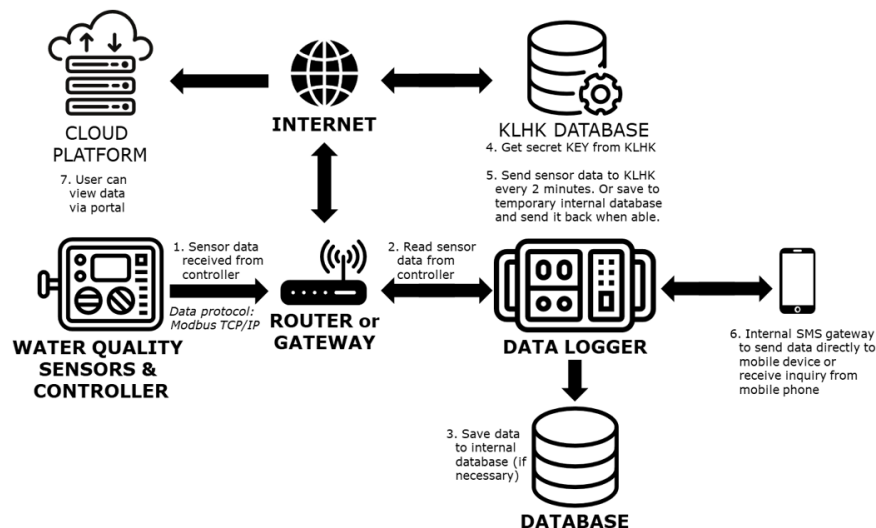 CLOUD
PLATFORM
7. User can
view data
via portal
INTERNET
KLHK DATABASE
4. Get secret KEY from KLHK
5. Send sensor data to KLHK
every 2 minutes. Or save to
temporary internal database
and send it back when able.
1. Sensor data
received from
controller
Data protocol:
Modbus TCP/IP
WATER QUALITY
SENSORS &
CONTROLLER
ROUTER or
GATEWAY
2. Read sensor
data from
controller
DATA LOGGER
6. Internal SMS gateway
to send data directly to
mobile device or
receive inquiry from
mobile phone
3. Save data
to internal
database (if
necessary)
DATABASE